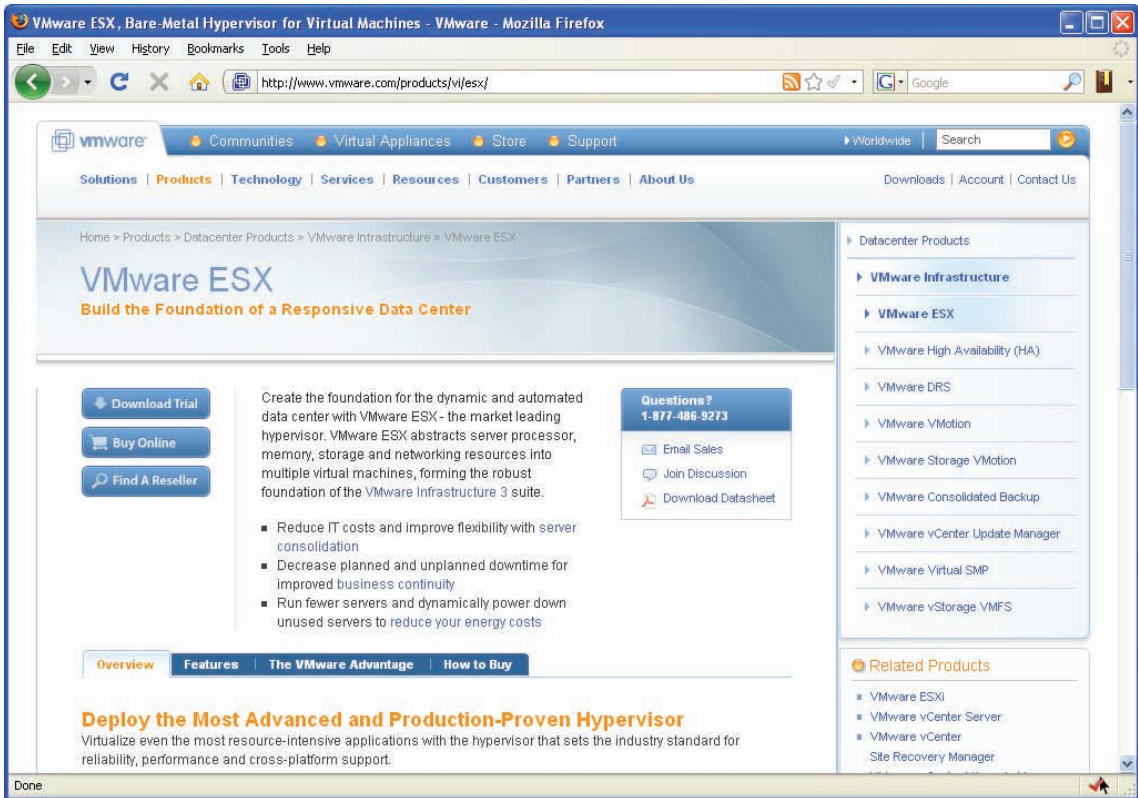 VMware ESX, Bare-Metal Hypervisor for Virtual Machines - VMware - Mozilla Firefox
File Edit View History Bookmarks Tools Help
http://www.vmware.com/products/vi/esx/
G Google
vmware Communities Virtual Appliances Store Support
Worldwide Search
Solutions | Products | Technology | Services | Resources | Customers | Partners | About Us
Downloads | Account | Contact Us
Home > Products > Datacenter Products > VMware Infrastructure > VMware ESX
VMware ESX
Build the Foundation of a Responsive Data Center
Download Trial
Buy Online
Find A Reseller
Create the foundation for the dynamic and automated
data center with VMware ESX - the market leading
hypervisor. VMware ESX abstracts server processor,
memory, storage and networking resources into
multiple virtual machines, forming the robust
foundation of the VMware Infrastructure 3 suite.
Reduce IT costs and improve flexibility with server
consolidation
Decrease planned and unplanned downtime for
improved business continuity
Run fewer servers and dynamically power down
unused servers to reduce your energy costs
Questions?
1-877-486-9273
Email Sales
Join Discussion
Download Datasheet
Overview | Features | The VMware Advantage | How to Buy
Deploy the Most Advanced and Production-Proven Hypervisor
Virtualize even the most resource-intensive applications with the hypervisor that sets the industry standard for
reliability, performance and cross-platform support.
Datacenter Products
VMware Infrastructure
VMware ESX
VMware High Availability (HA)
VMware DRS
VMware VMotion
VMware Storage VMotion
VMware Consolidated Backup
VMware vCenter Update Manager
VMware Virtual SMP
VMware vStorage VMFS
Related Products
VMware ESXi
VMware vCenter Server
VMware vCenter
Site Recovery Manager
Done